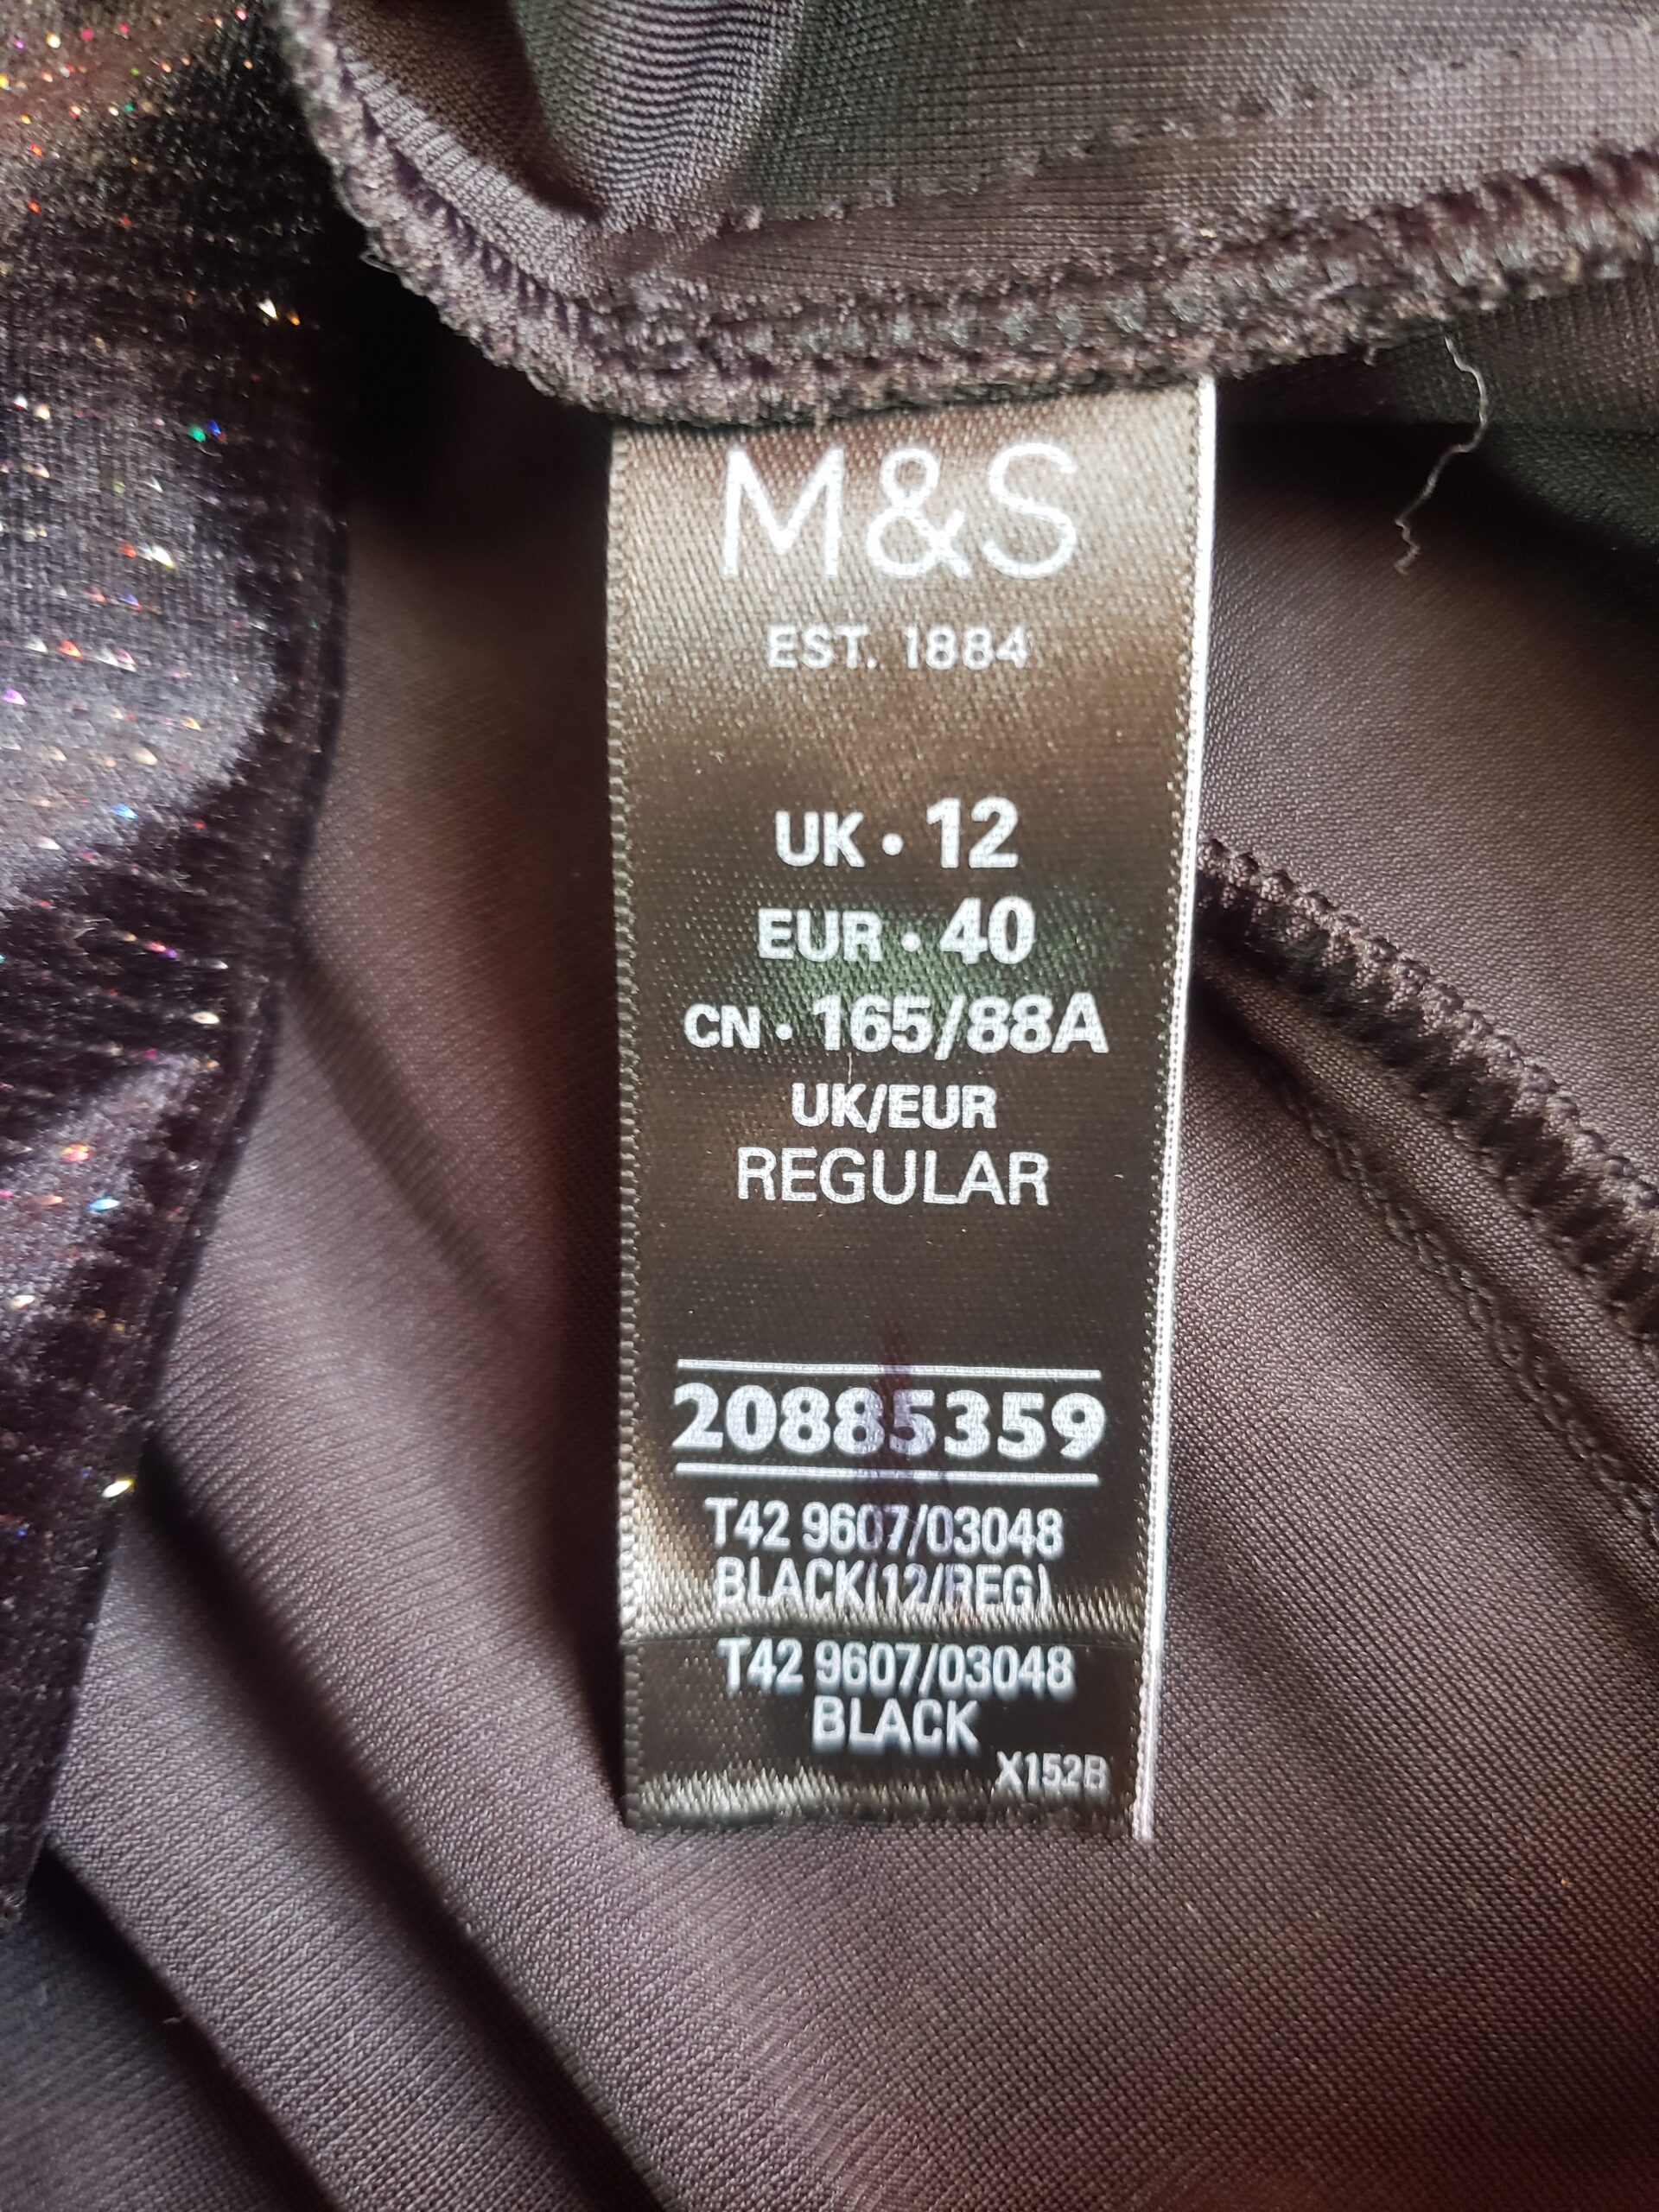 M&S
EST. 1884
UK • 12
EUR • 40
CN • 165/88A
UK/EUR
REGULAR
20885359
T42 9607/03048
BLACK(12/REG)
T42 9607/03048
BLACK
X152B